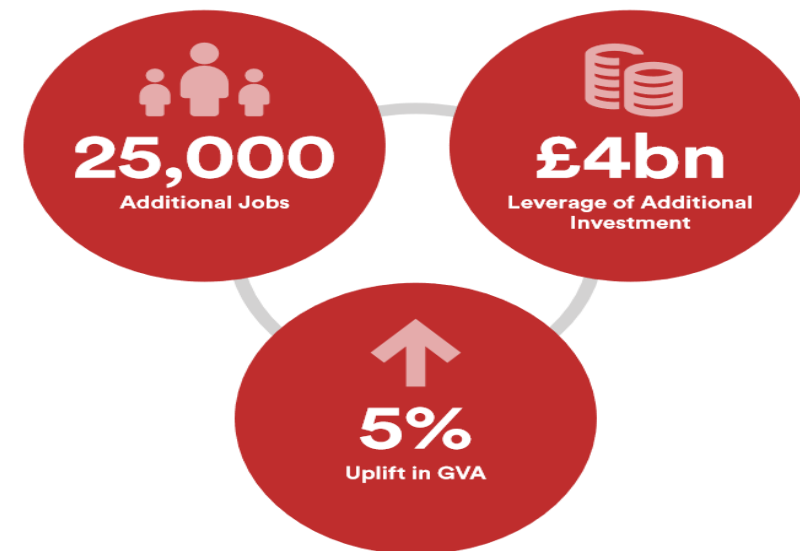 25,000
Additional Jobs
£4bn
Leverage of Additional
Investment
5%
Uplift in GVA